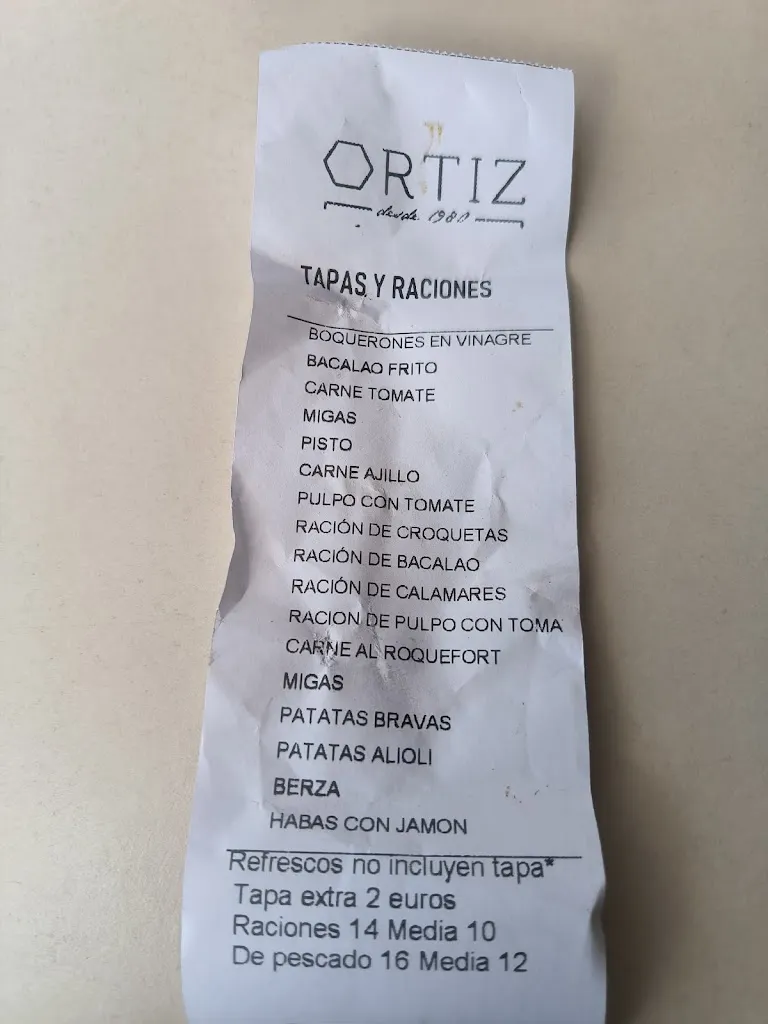 ORTIZ
desde 1980
TAPAS Y RACIONES
BOQUERONES EN VINAGRE
BACALAO FRITO
CARNE TOMATE
MIGAS
PISTO
CARNE AJILLO
PULPO CON TOMATE
RACIÓN DE CROQUETAS
RACIÓN DE BACALAO
RACIÓN DE CALAMARES
RACION DE PULPO CON TOMA
CARNE AL ROQUEFORT
MIGAS
PATATAS BRAVAS
PATATAS ALIOLI
BERZA
HABAS CON JAMON
Refrescos no incluyen tapa*
Tapa extra 2 euros
Raciones 14 Media 10
De pescado 16 Media 12